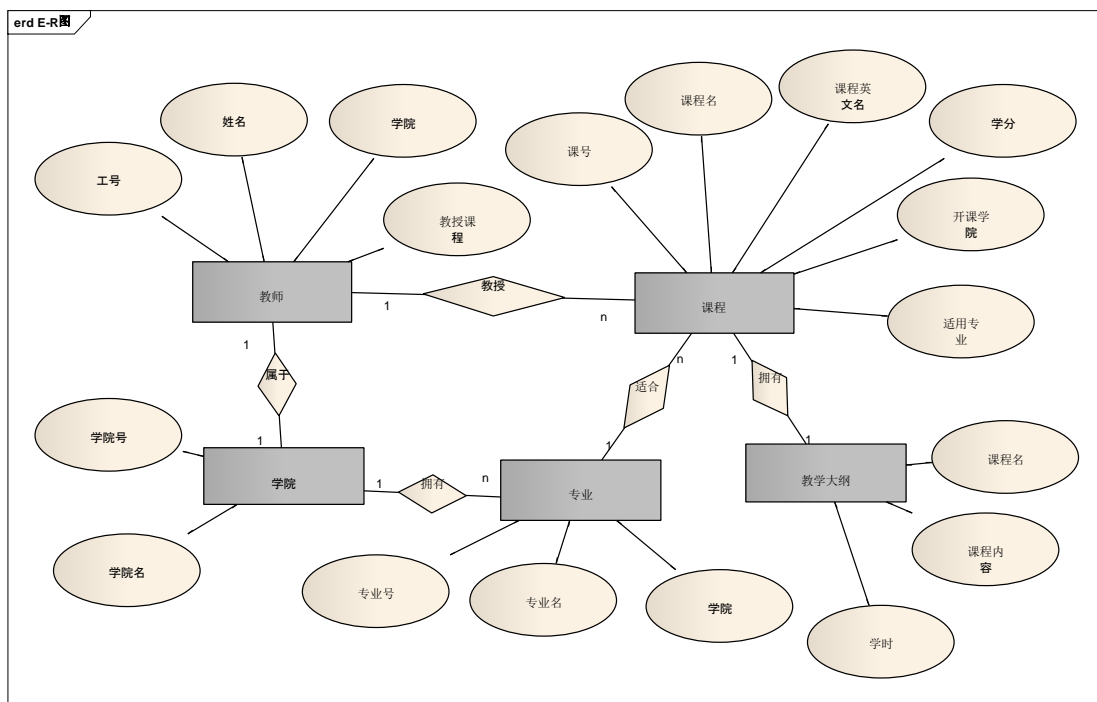 erd E-R图
姓名
学院
工号
教授课
程
课号
课程名
课程英
文名
学分
开课学
院
适用专
业
教师
1
教授
n
课程
1
属于
1
n
适合
1
1
拥有
1
学院号
学院名
学院
1
拥有
n
专业
专业号
专业名
学院
教学大纲
课程名
课程内
容
学时